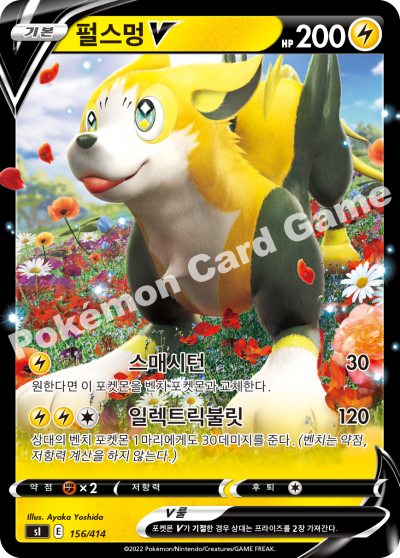 기본 펄스멍 V HP 200
Pokémon Card Game
스매시턴 30
원한다면 이 포켓몬을 벤치 포켓몬과 교체한다.
일렉트릭불릿 120
상대의 벤치 포켓몬 1마리에게도 30데미지를 준다. (벤치는 약점,
저항력 계산을 하지 않는다.)
약점 ×2 저항력 후퇴
Illus. Ayaka Yoshida
V룰
sI E 156/414
포켓몬 V가 기절한 경우 상대는 프라이즈를 2장 가져간다.
©2022 Pokémon/Nintendo/Creatures/GAME FREAK.